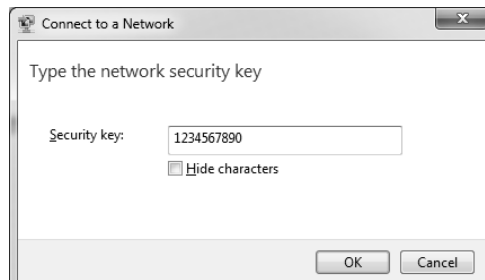 Connect to a Network
Type the network security key
Security key: 1234567890
Hide characters
OK Cancel